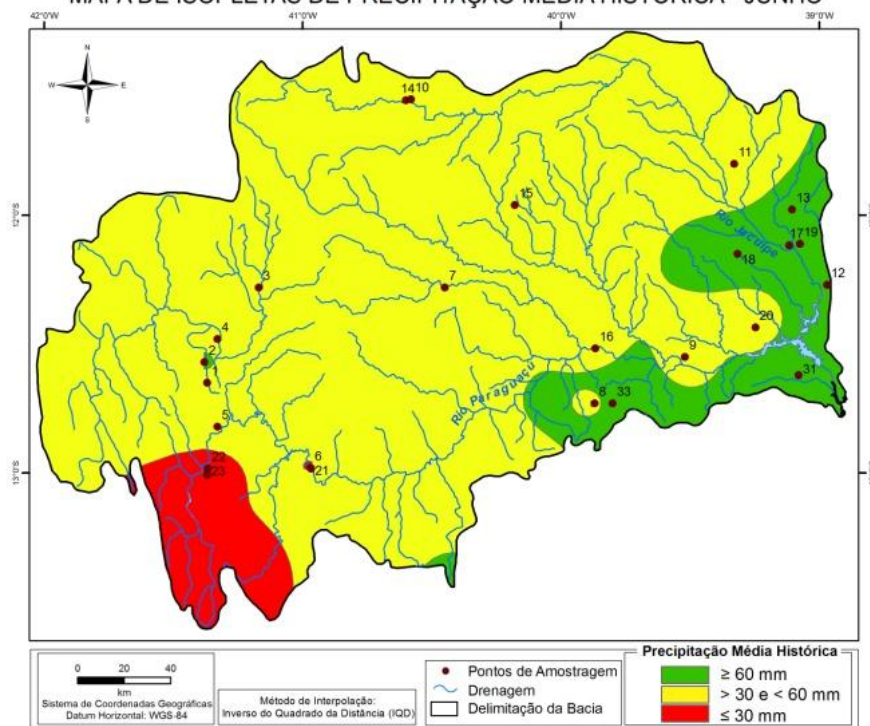 MAPA DE ISOPLETAS DE PRECIPITAÇÃO MÉDIA HISTÓRICA - JUNHO
42°0'W 41°0'W 40°0'W 39°0'W
N
W E
S
14 10
11
15
13
12°S
Rio Jacuípe
17 19
18
3
7
12
4
20
2
16
9
1
31
Rio Paraguaçu
8 33
5
22
6
13°S
23
21
0 20 40
km
Sistema de Coordenadas Geográficas
Datum Horizontal: WGS-84
Método de Interpolação:
Inverso do Quadrado da Distância (IQD)
Pontos de Amostragem
Drenagem
Delimitação da Bacia
Precipitação Média Histórica
≥ 60 mm
> 30 e < 60 mm
≤ 30 mm